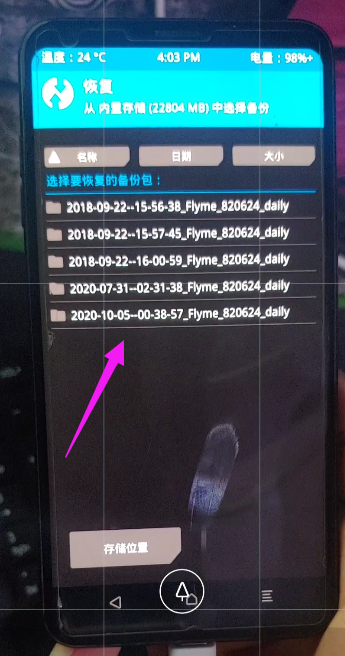 温度：24 °C 4:03 PM 电量：98%+
恢复
从 内置存储 (22804 MB) 中选择备份
名称 日期 大小
选择要恢复的备份包：
2018-09-22--15-56-38_Flyme_820624_daily
2018-09-22--15-57-45_Flyme_820624_daily
2018-09-22--16-00-59_Flyme_820624_daily
2020-07-31--02-31-38_Flyme_820624_daily
2020-10-05--00-38-57_Flyme_820624_daily
存储位置